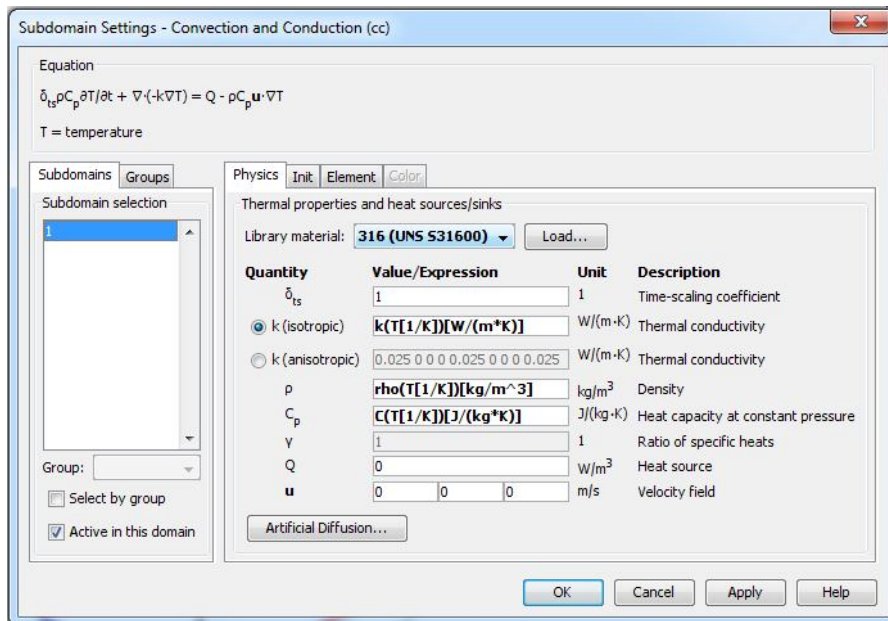 Subdomain Settings - Convection and Conduction (cc)
Equation
δtsρCp∂T/∂t + ∇·(-k∇T) = Q - ρCpu·∇T
T = temperature
Subdomains Groups
Subdomain selection
1
Group:
Select by group
Active in this domain
Physics Init Element Color
Thermal properties and heat sources/sinks
Library material: 316 (UNS S31600) Load...
Quantity Value/Expression Unit Description
δts 1 1 Time-scaling coefficient
k (isotropic) k(T[1/K])[W/(m*K)] W/(m·K) Thermal conductivity
k (anisotropic) 0.025 0 0 0 0.025 0 0 0 0.025 W/(m·K) Thermal conductivity
ρ rho(T[1/K])[kg/m^3] kg/m3 Density
Cp C(T[1/K])[J/(kg*K)] J/(kg·K) Heat capacity at constant pressure
γ 1 1 Ratio of specific heats
Q 0 W/m3 Heat source
u 0 0 0 m/s Velocity field
Artificial Diffusion...
OK Cancel Apply Help